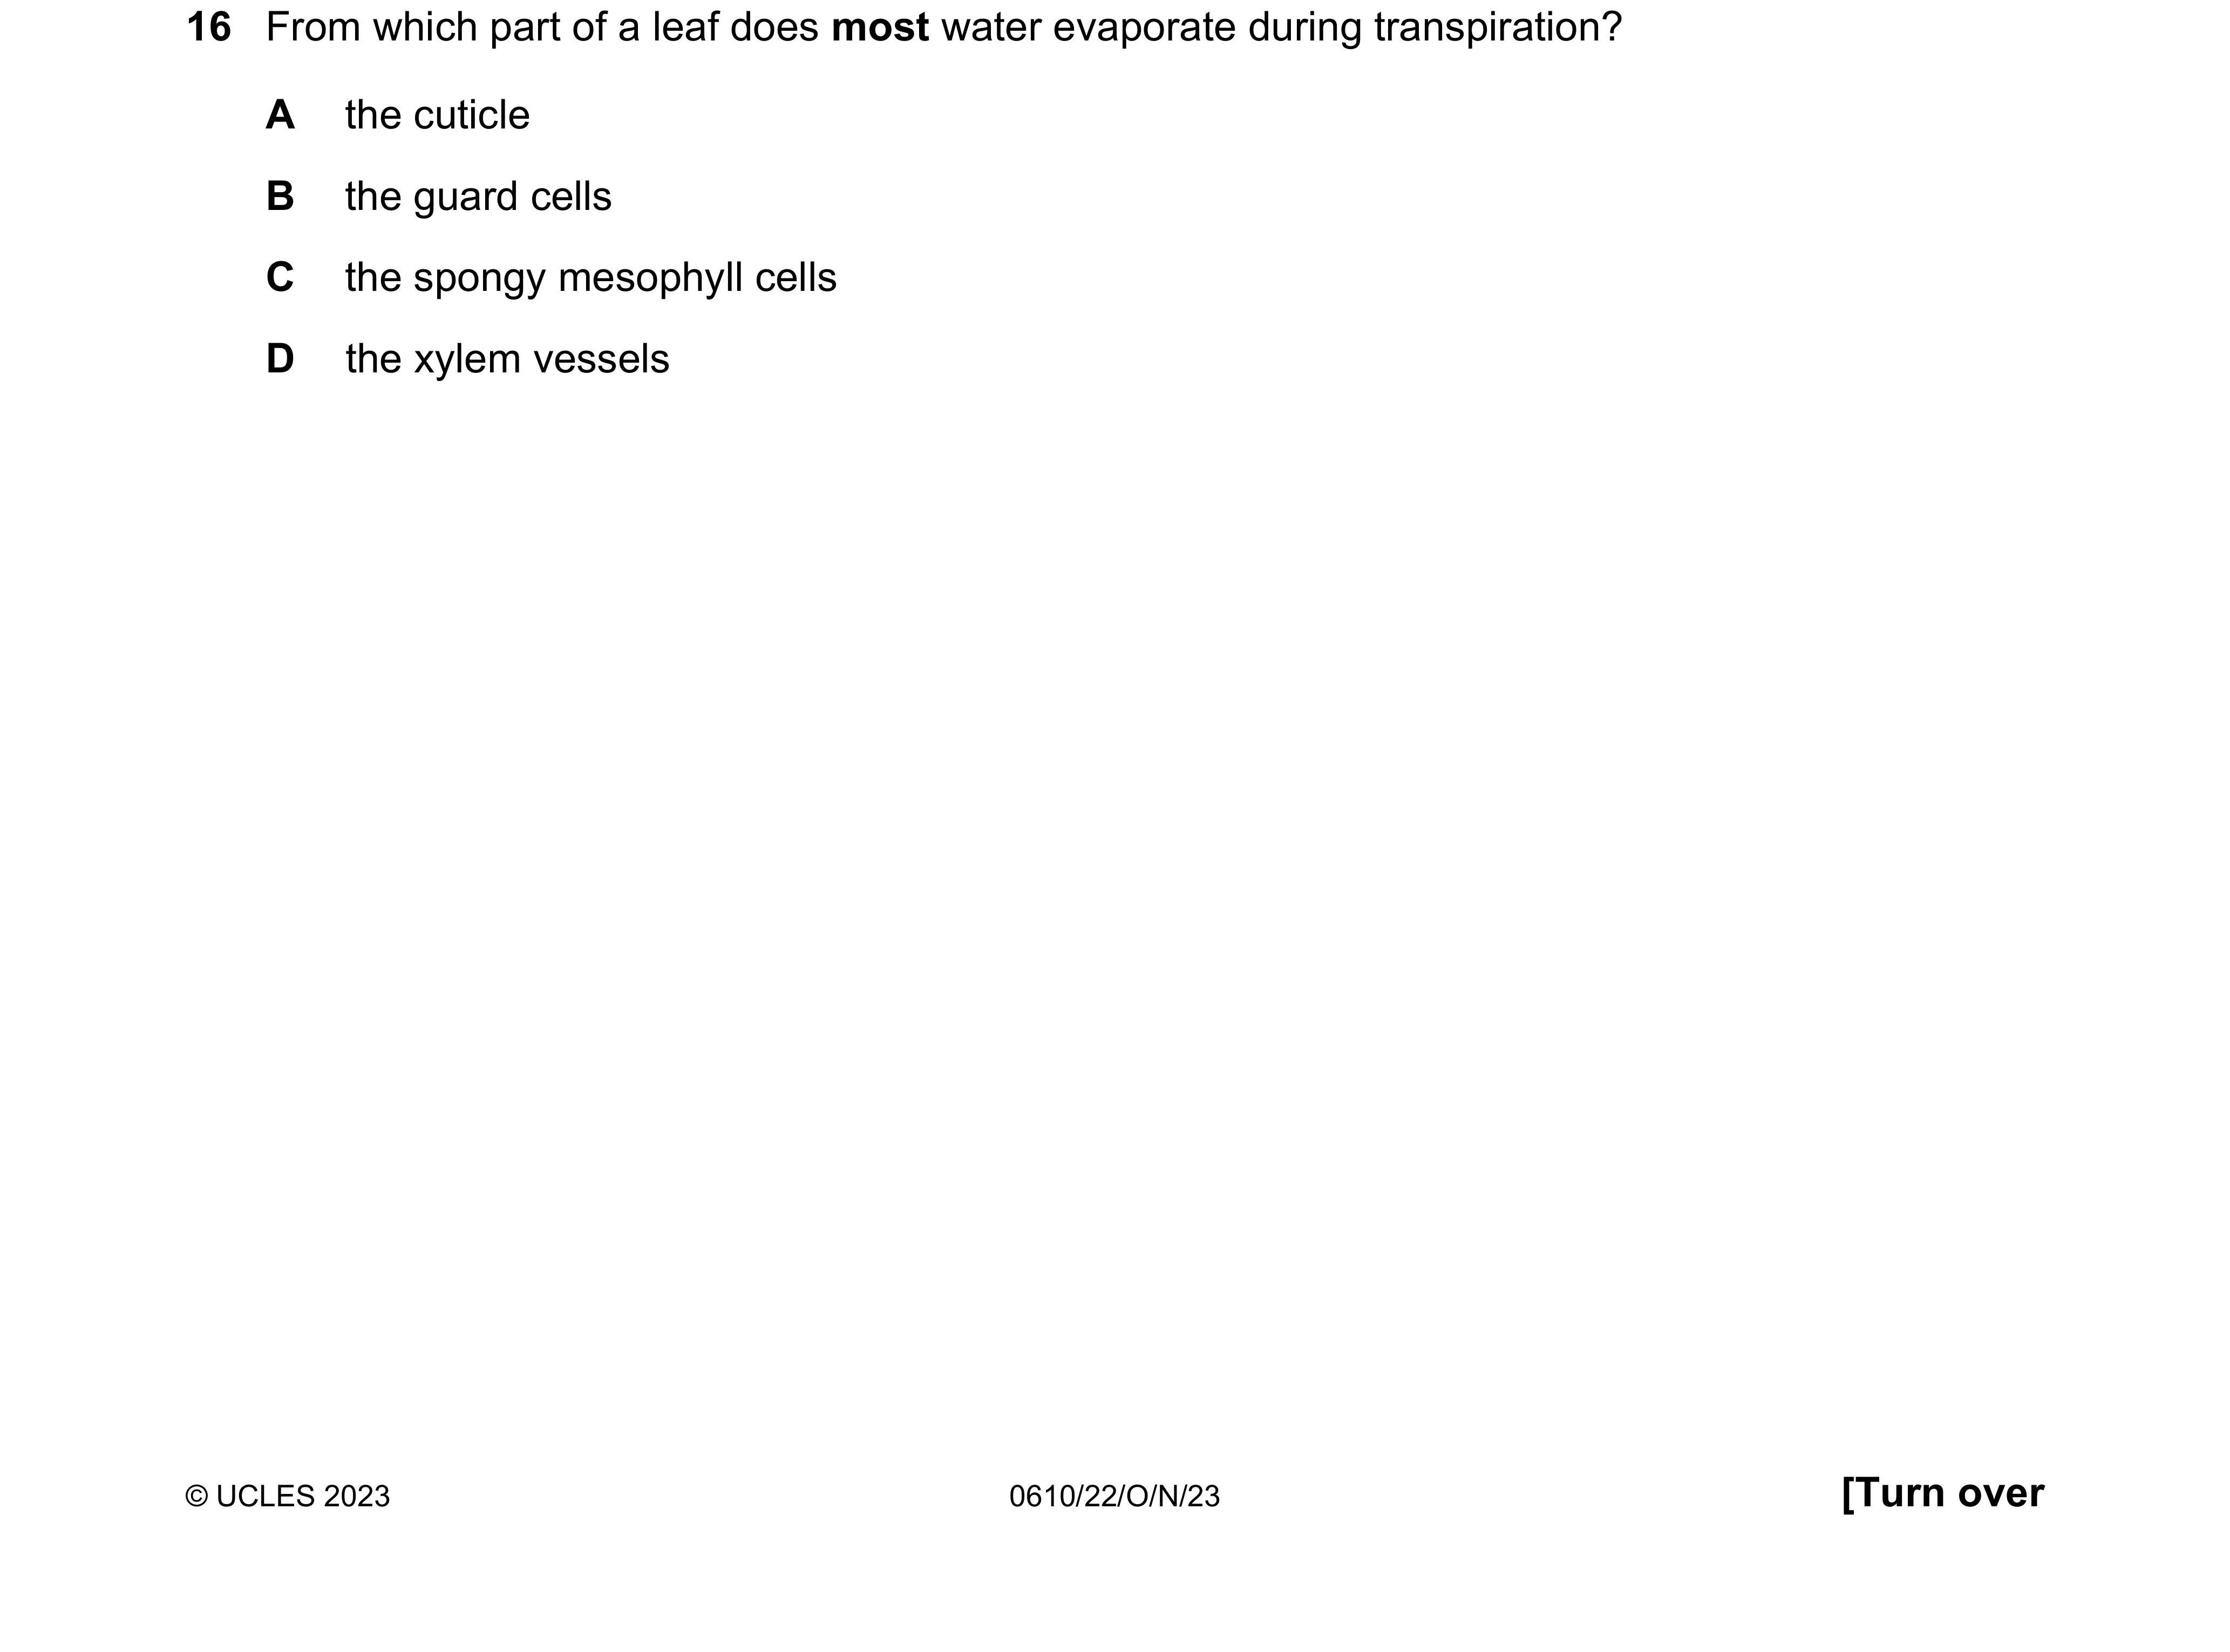 16 From which part of a leaf does most water evaporate during transpiration?
A the cuticle
B the guard cells
C the spongy mesophyll cells
D the xylem vessels
© UCLES 2023 0610/22/O/N/23 [Turn over